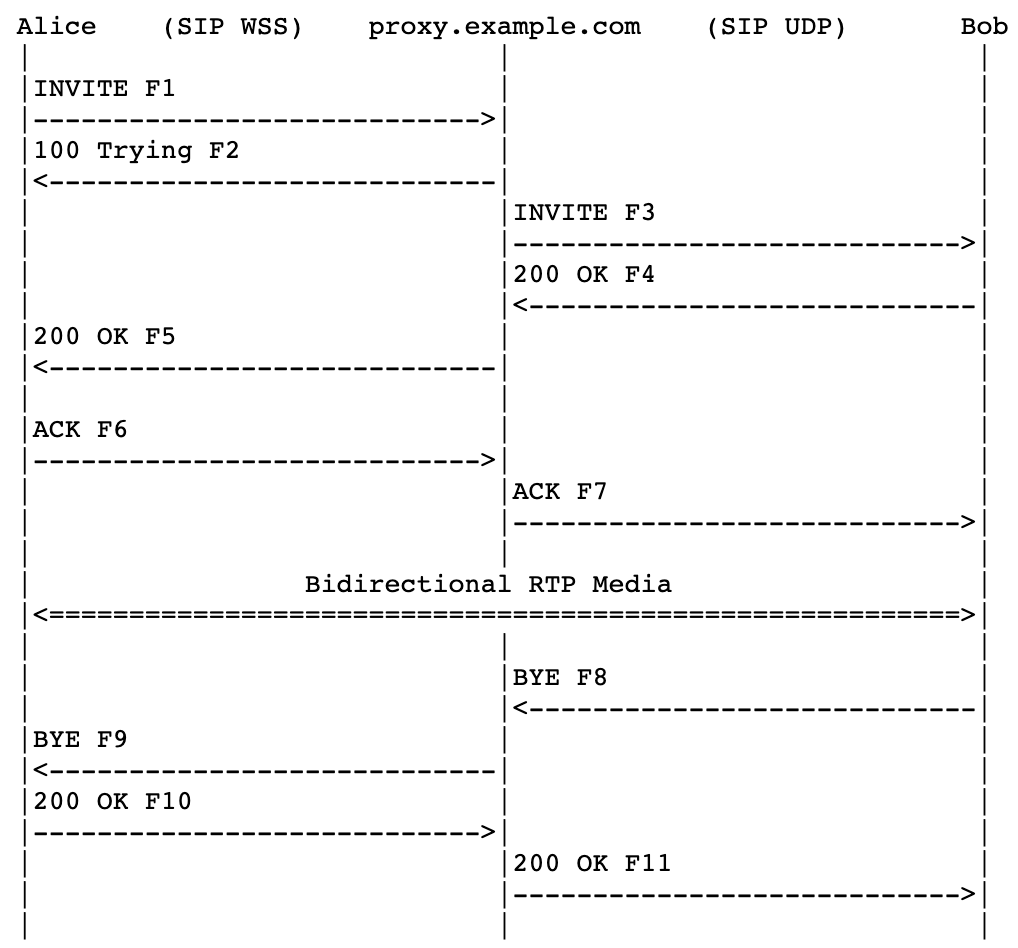 Alice    (SIP WSS)    proxy.example.com    (SIP UDP)       Bob
INVITE F1
100 Trying F2
INVITE F3
200 OK F4
200 OK F5
ACK F6
ACK F7
Bidirectional RTP Media
BYE F8
BYE F9
200 OK F10
200 OK F11